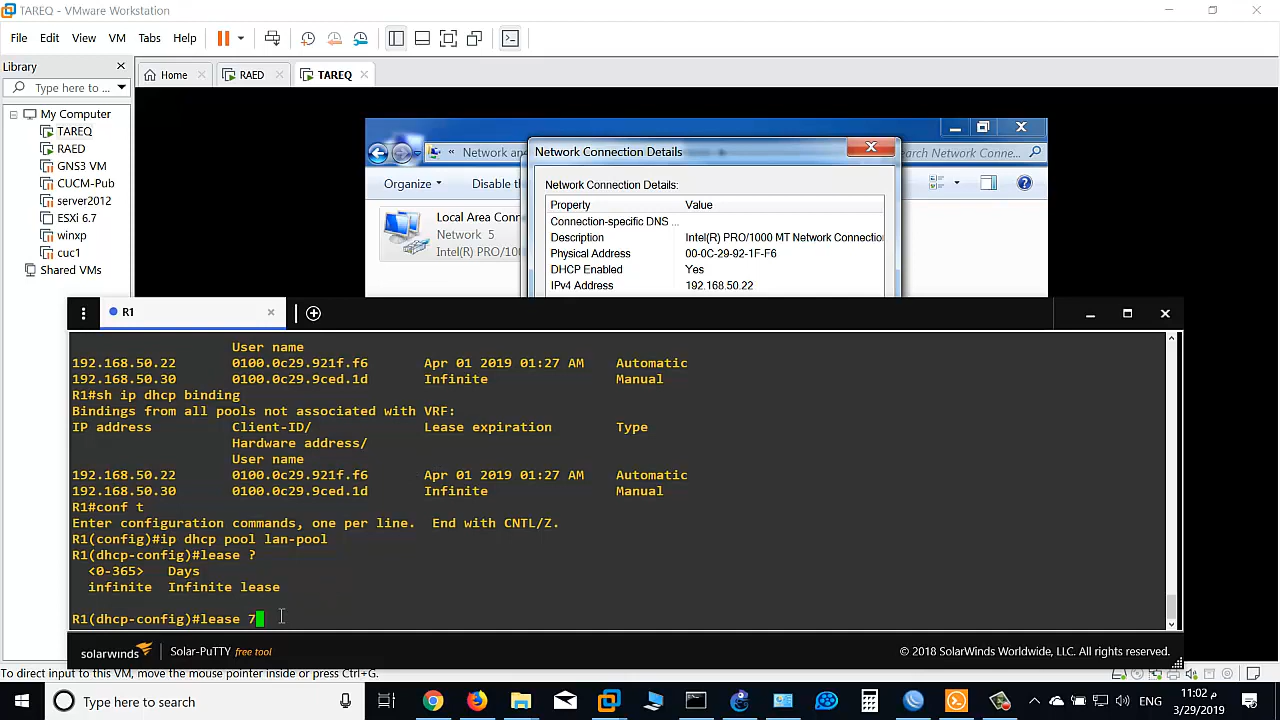 TAREQ - VMware Workstation
File Edit View VM Tabs Help
Library
Type here to ...
Home
RAED
TAREQ
My Computer
TAREQ
RAED
GNS3 VM
CUCM-Pub
server2012
ESXi 6.7
winxp
cuc1
Shared VMs
Network an
earch Network Conne...
Organize
Disable th
Local Area Conn
Network 5
Intel(R) PRO/1000
Network Connection Details
Network Connection Details:
Property Value
Connection-specific DNS ...
Description Intel(R) PRO/1000 MT Network Connection
Physical Address 00-0C-29-92-1F-F6
DHCP Enabled Yes
IPv4 Address 192.168.50.22
R1
User name
192.168.50.22 0100.0c29.921f.f6 Apr 01 2019 01:27 AM Automatic
192.168.50.30 0100.0c29.9ced.1d Infinite Manual
R1#sh ip dhcp binding
Bindings from all pools not associated with VRF:
IP address Client-ID/ Lease expiration Type
Hardware address/
User name
192.168.50.22 0100.0c29.921f.f6 Apr 01 2019 01:27 AM Automatic
192.168.50.30 0100.0c29.9ced.1d Infinite Manual
R1#conf t
Enter configuration commands, one per line. End with CNTL/Z.
R1(config)#ip dhcp pool lan-pool
R1(dhcp-config)#lease ?
<0-365> Days
infinite Infinite lease
R1(dhcp-config)#lease 7
solarwinds Solar-PuTTY free tool
© 2018 SolarWinds Worldwide, LLC. All rights reserved.
To direct input to this VM, move the mouse pointer inside or press Ctrl+G.
Type here to search
ENG
11:02 م
3/29/2019